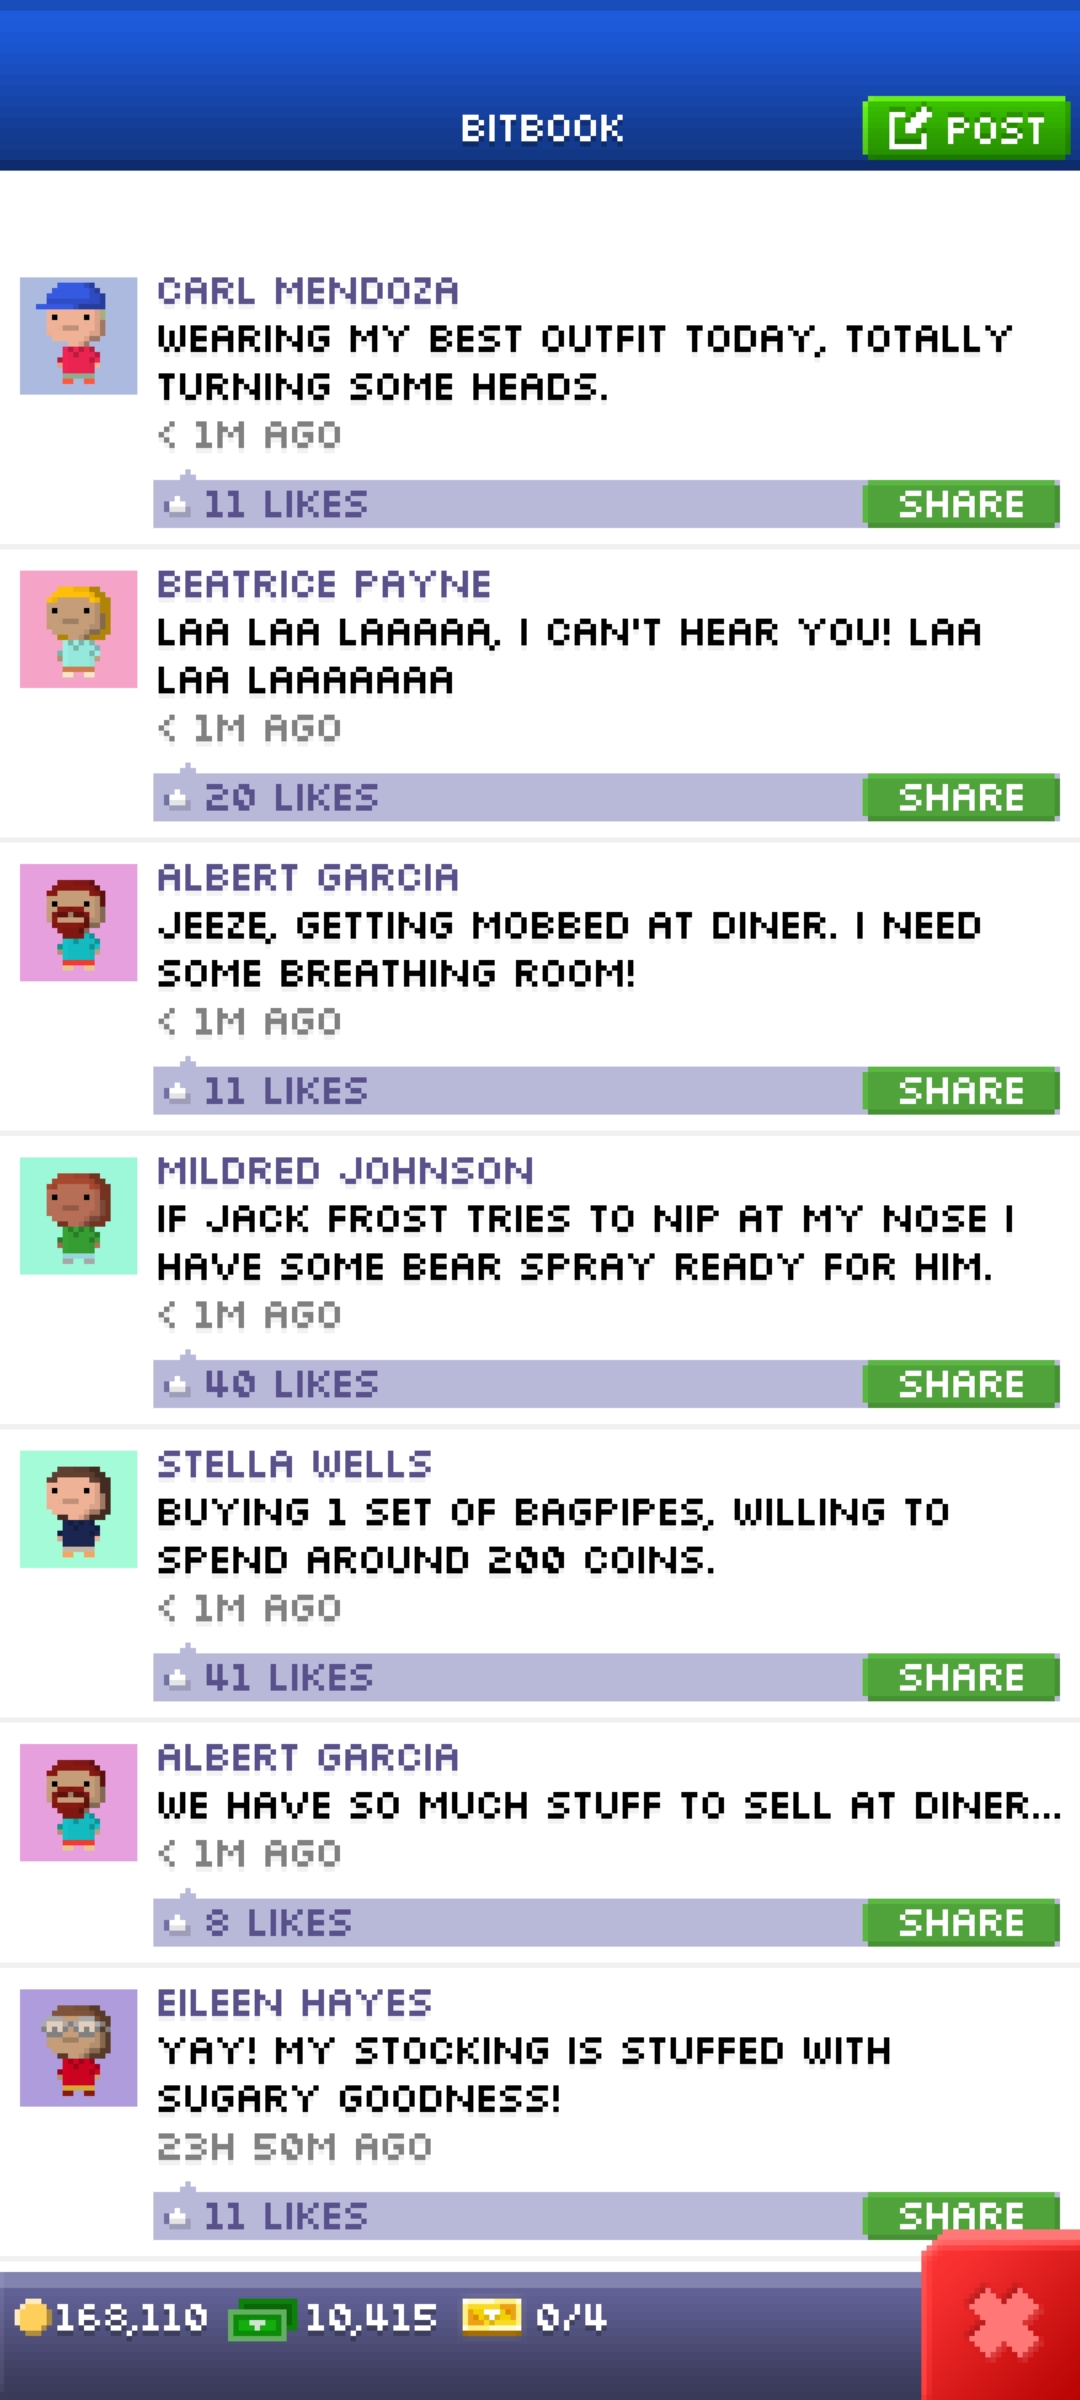 BITBOOK
POST
CARL MENDOZA
WEARING MY BEST OUTFIT TODAY, TOTALLY
TURNING SOME HEADS.
< 1M AGO
11 LIKES
SHARE
BEATRICE PAYNE
LAA LAA LAAAAA, I CAN'T HEAR YOU! LAA
LAA LAAAAAAA
< 1M AGO
20 LIKES
SHARE
ALBERT GARCIA
JEEZE, GETTING MOBBED AT DINER. I NEED
SOME BREATHING ROOM!
< 1M AGO
11 LIKES
SHARE
MILDRED JOHNSON
IF JACK FROST TRIES TO NIP AT MY NOSE I
HAVE SOME BEAR SPRAY READY FOR HIM.
< 1M AGO
40 LIKES
SHARE
STELLA WELLS
BUYING 1 SET OF BAGPIPES, WILLING TO
SPEND AROUND 200 COINS.
< 1M AGO
41 LIKES
SHARE
ALBERT GARCIA
WE HAVE SO MUCH STUFF TO SELL AT DINER...
< 1M AGO
8 LIKES
SHARE
EILEEN HAYES
YAY! MY STOCKING IS STUFFED WITH
SUGARY GOODNESS!
23H 50M AGO
11 LIKES
SHARE
168,110 10,415 0/4